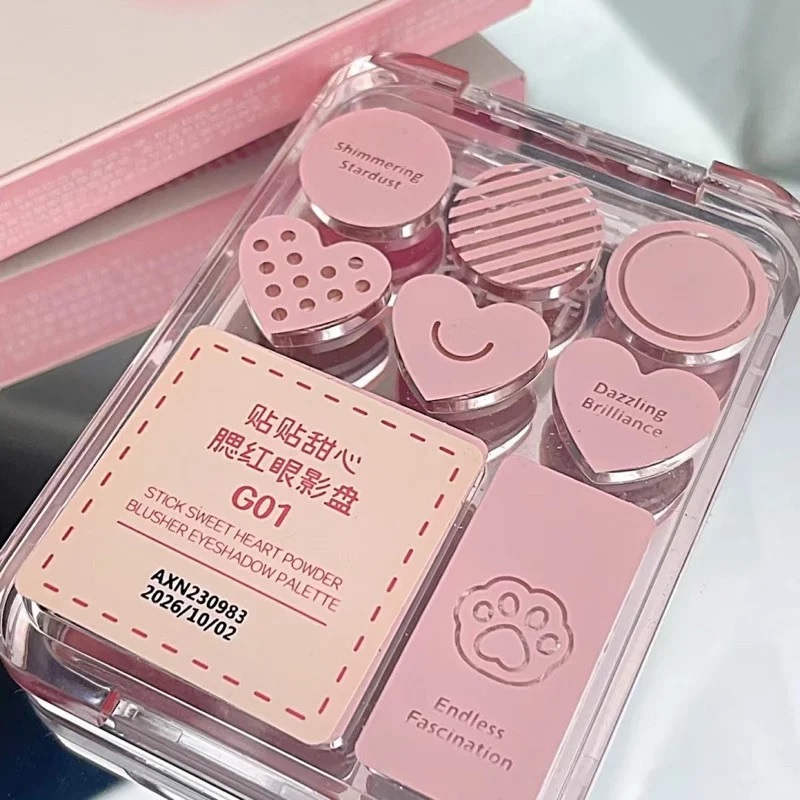 Shimmering
Stardust
Dazzling
Brilliance
贴贴甜心
腮红眼影盘
G01
STICK SWEET HEART POWDER
BLUSHER EYESHADOW PALETTE
AXN230983
2026/10/02
Endless
Fascination